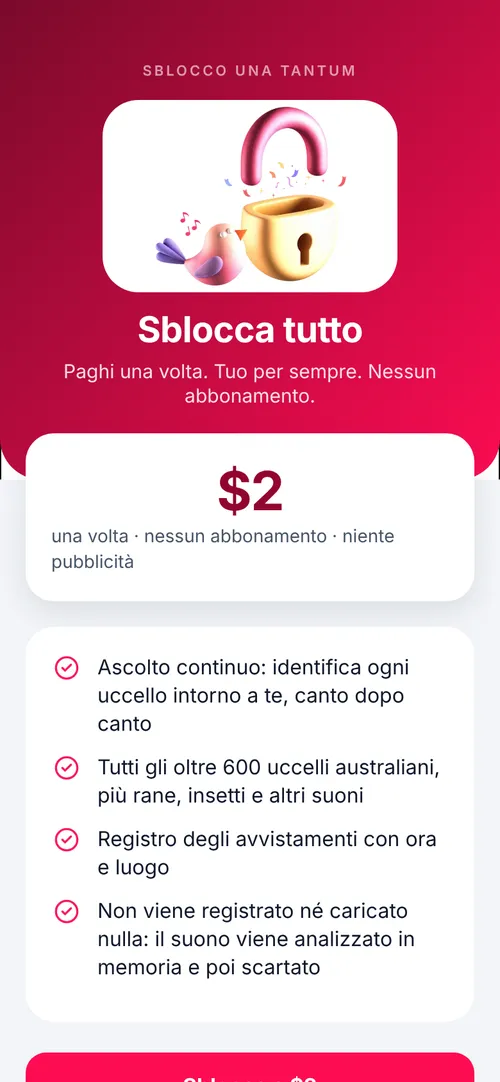 SBLOCCO UNA TANTUM
Sblocca tutto
Paghi una volta. Tuo per sempre. Nessun
abbonamento.
$2
una volta · nessun abbonamento · niente
pubblicità
Ascolto continuo: identifica ogni
uccello intorno a te, canto dopo
canto
Tutti gli oltre 600 uccelli australiani,
più rane, insetti e altri suoni
Registro degli avvistamenti con ora
e luogo
Non viene registrato né caricato
nulla: il suono viene analizzato in
memoria e poi scartato